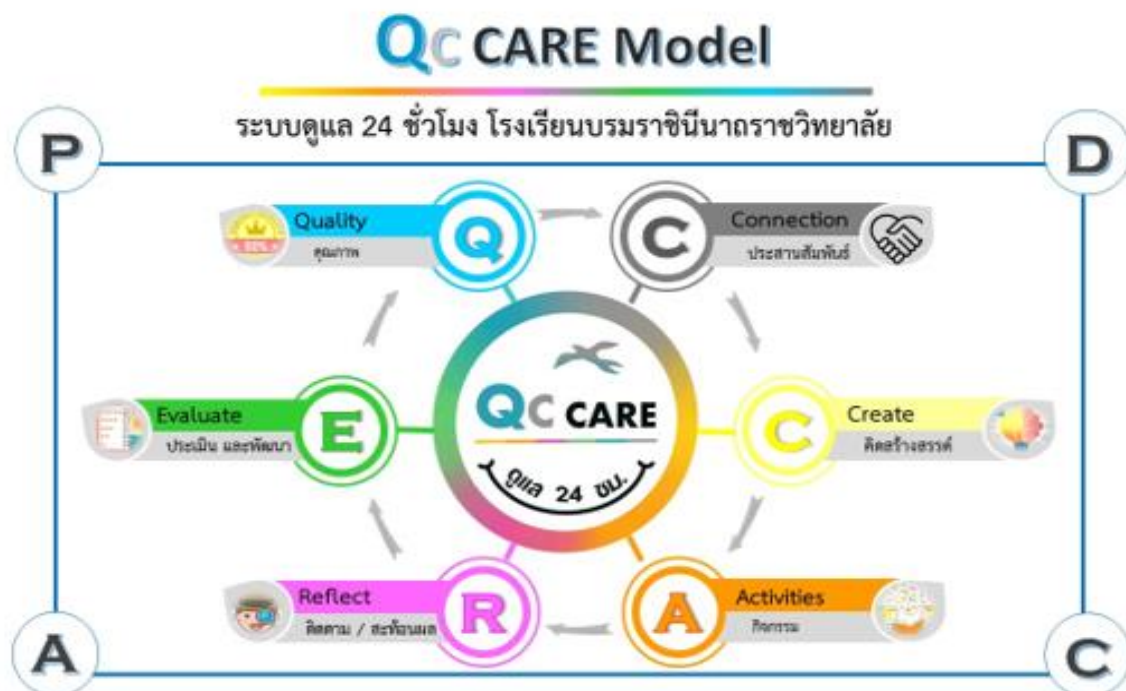 QC CARE Model
ระบบดูแล 24 ชั่วโมง โรงเรียนบรมราชินีนาถราชวิทยาลัย
P
D
Quality
คุณภาพ
Q
C
Connection
ประสานสัมพันธ์
Evaluate
ประเมิน และพัฒนา
E
QC CARE
ดูแล 24 ชม.
C
Create
คิดสร้างสรรค์
Reflect
ติดตาม / สะท้อนผล
R
A
Activities
กิจกรรม
A
C